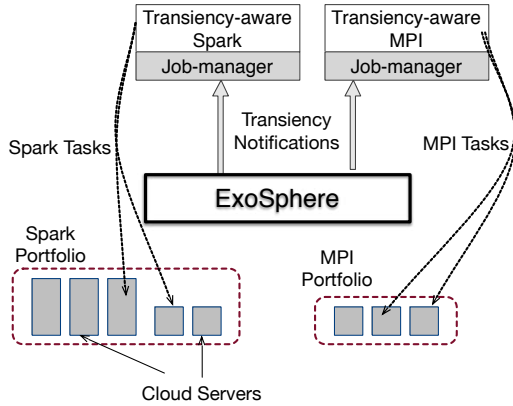 Transiency-aware
Spark
Job-manager
Transiency-aware
MPI
Job-manager
Transiency
Notifications
Spark Tasks
MPI Tasks
ExoSphere
Spark
Portfolio
MPI
Portfolio
Cloud Servers